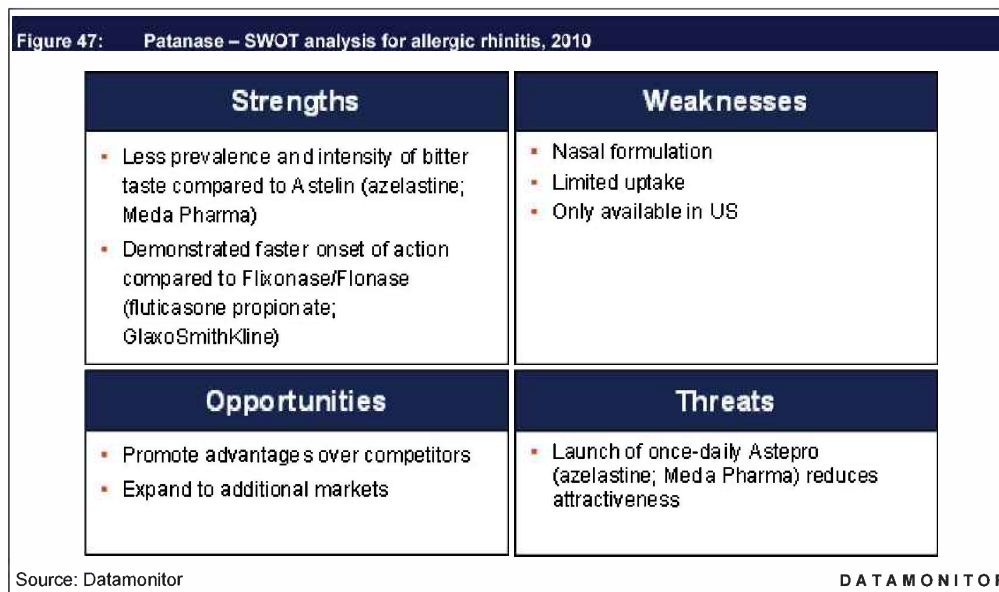 Figure 47: Patanase – SWOT analysis for allergic rhinitis, 2010
Strengths
▪ Less prevalence and intensity of bitter
taste compared to Astelin (azelastine;
Meda Pharma)
▪ Demonstrated faster onset of action
compared to Flixonase/Flonase
(fluticasone propionate;
GlaxoSmithKline)
Weaknesses
▪ Nasal formulation
▪ Limited uptake
▪ Only available in US
Opportunities
▪ Promote advantages over competitors
▪ Expand to additional markets
Threats
▪ Launch of once-daily Astepro
(azelastine; Meda Pharma) reduces
attractiveness
Source: Datamonitor
DATAMONITOR